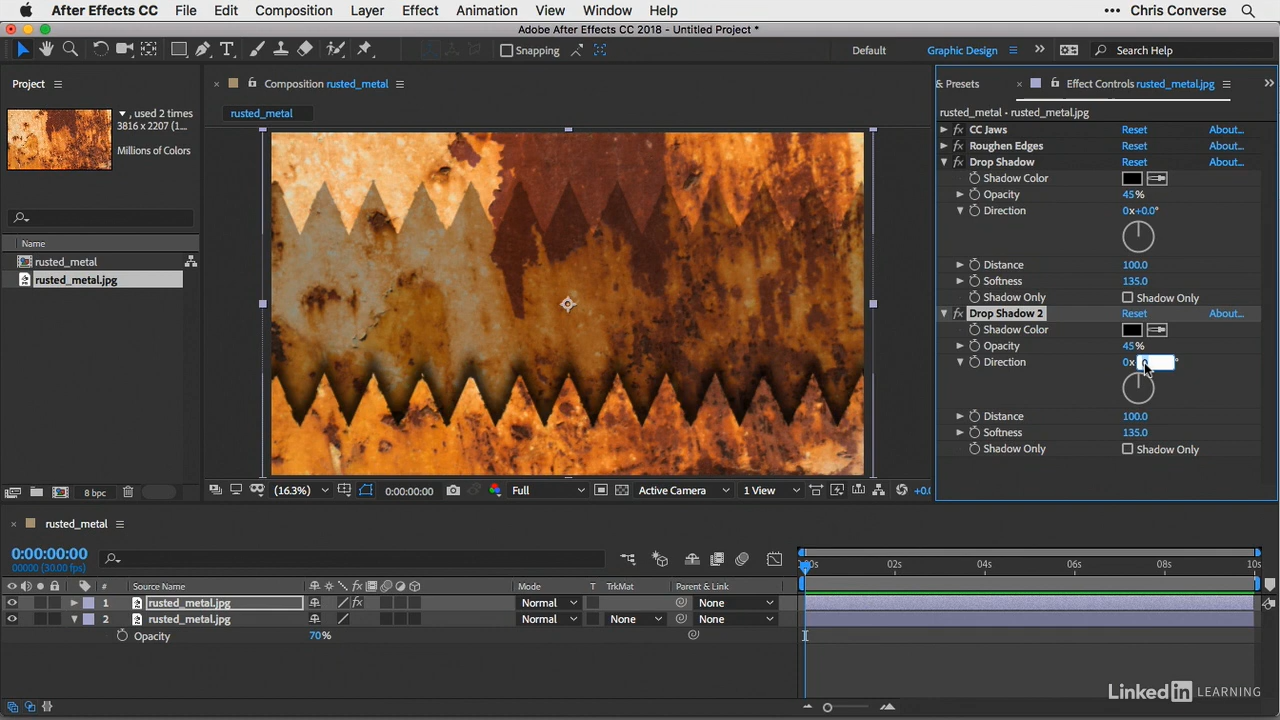 After Effects CC File Edit Composition Layer Effect Animation View Window Help Chris Converse
Adobe After Effects CC 2018 - Untitled Project *
Snapping Default Graphic Design Search Help
Project
Composition rusted_metal
& Presets Effect Controls rusted_metal.jpg
, used 2 times
3816 x 2207 (1...
Millions of Colors
rusted_metal
rusted_metal • rusted_metal.jpg
CC Jaws Reset About...
Roughen Edges Reset About...
Drop Shadow Reset About...
Shadow Color
Opacity 45%
Direction 0x+0.0°
Distance 100.0
Softness 135.0
Shadow Only Shadow Only
Drop Shadow 2 Reset About...
Shadow Color
Opacity 45%
Direction 0x °
Distance 100.0
Softness 135.0
Shadow Only Shadow Only
Name
rusted_metal
rusted_metal.jpg
8 bpc
(16.3%) 0:00:00:00 Full Active Camera 1 View +0.0
rusted_metal
0:00:00:00
00000 (30.00 fps)
:00s 02s 04s 06s 08s 10s
# Source Name Mode T TrkMat Parent & Link
1 rusted_metal.jpg Normal None
2 rusted_metal.jpg Normal None None
Opacity 70%
Linked in LEARNING